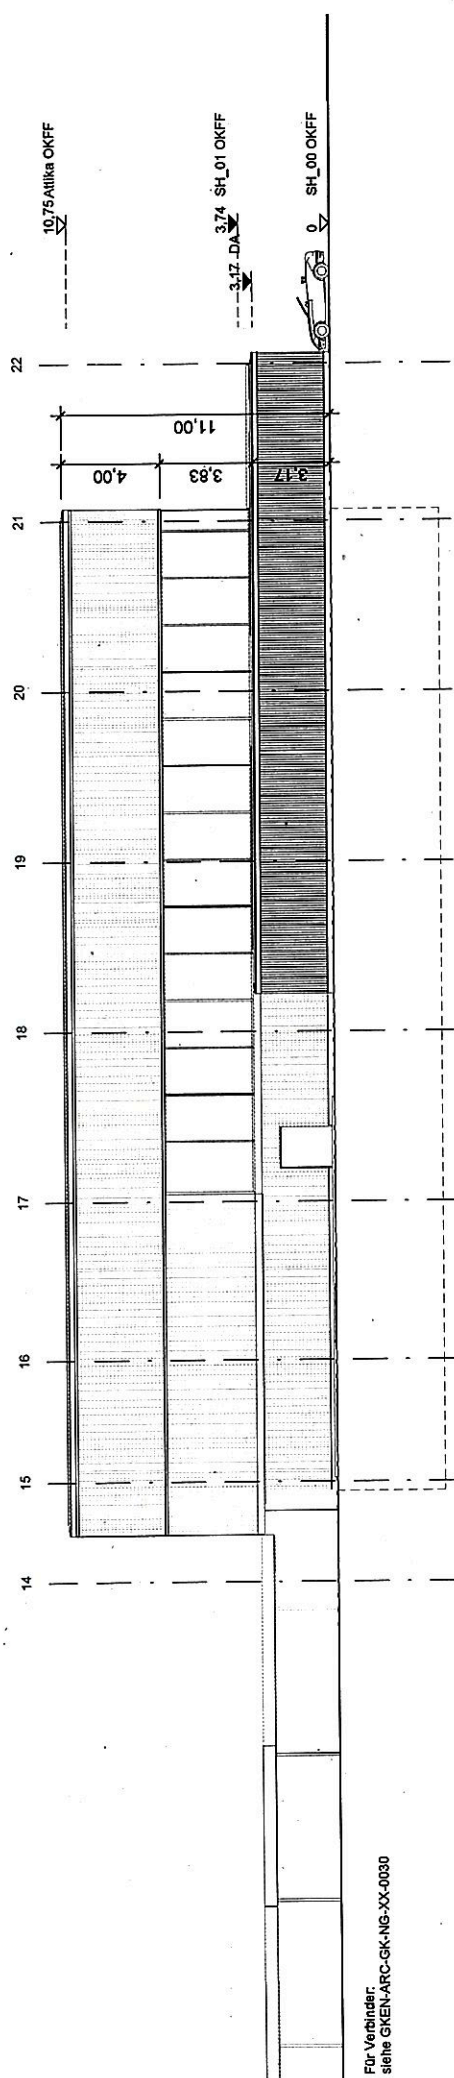 10,75 Attika OKFF
3,74 SH_01 OKFF
3,17 DA
0 SH_00 OKFF
22
21
20
19
18
17
16
15
14
11,00
4,00
3,83
3,17
Für Verbinder:
siehe GKEN-ARC-GK-NG-XX-0030